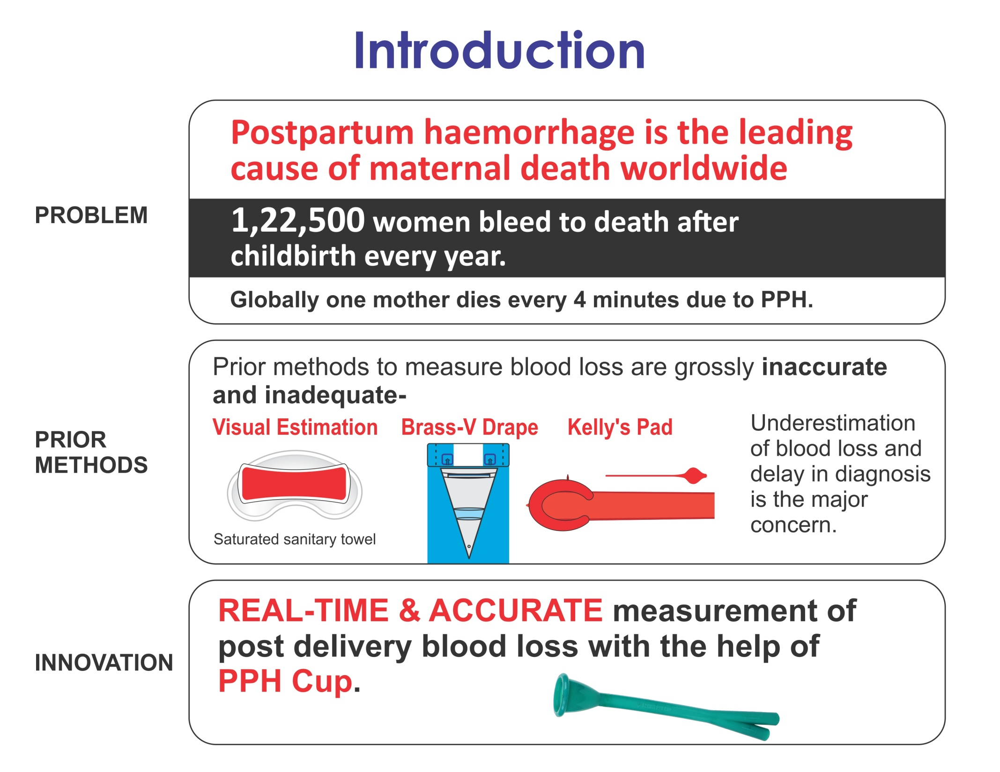 Introduction
PROBLEM
Postpartum haemorrhage is the leading
cause of maternal death worldwide
1,22,500 women bleed to death after
childbirth every year.
Globally one mother dies every 4 minutes due to PPH.
PRIOR
METHODS
Prior methods to measure blood loss are grossly inaccurate
and inadequate-
Visual Estimation
Saturated sanitary towel
Brass-V Drape
Kelly's Pad
Underestimation
of blood loss and
delay in diagnosis
is the major
concern.
INNOVATION
REAL-TIME & ACCURATE measurement of
post delivery blood loss with the help of
PPH Cup.